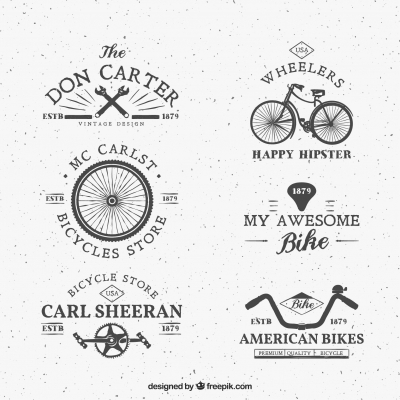 The
DON CARTER
ESTB 1879
VINTAGE DESIGN
USA
WHEELERS
HAPPY HIPSTER
MC CARLST
ESTB 1879
BICYCLES STORE
1879
MY AWESOME
Bike
BICYCLE STORE
USA
CARL SHEERAN
ESTB 1879
Bike
ESTB 1879
AMERICAN BIKES
PREMIUM QUALITY BICYCLE
designed by freepik.com